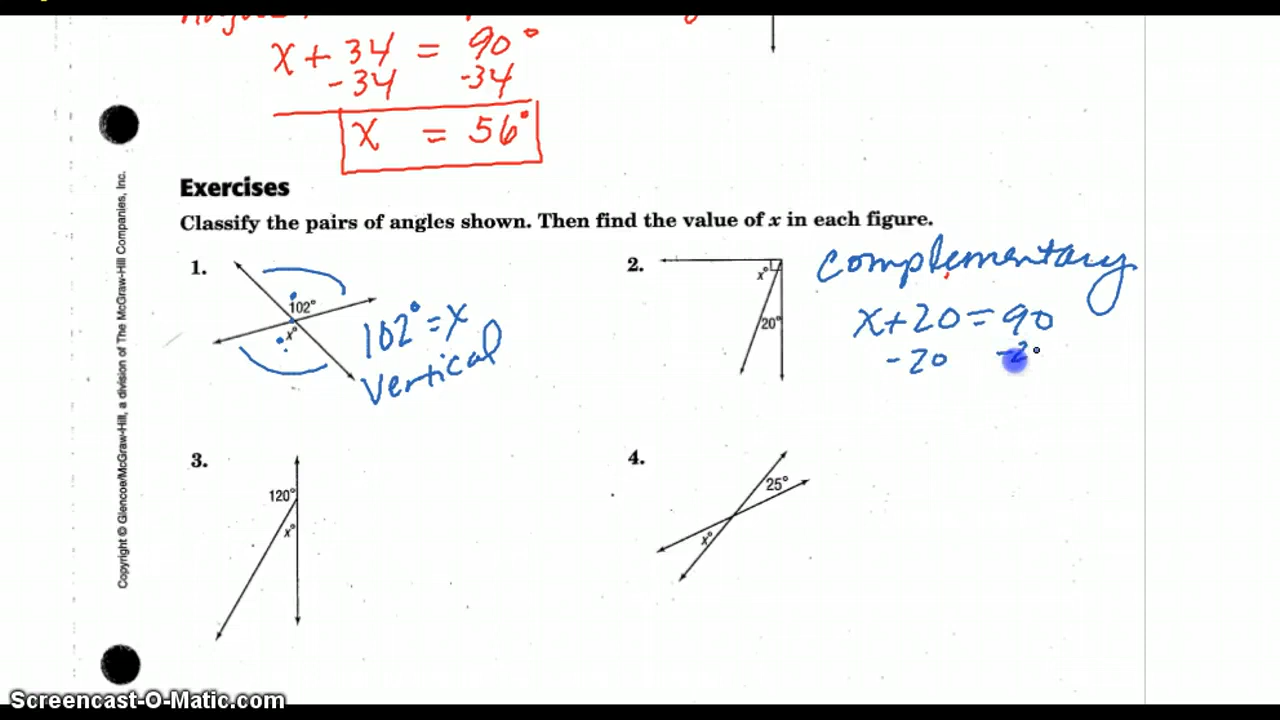 x + 34 = 90°
-34 -34
x = 56°
Exercises
Classify the pairs of angles shown. Then find the value of x in each figure.
1.
102°
x°
102° = x
Vertical
2.
x°
20°
complementary
x + 20 = 90
-20 -2
3.
120°
x°
4.
25°
x°
Copyright © Glencoe/McGraw-Hill, a division of The McGraw-Hill Companies, Inc.
Screencast-O-Matic.com